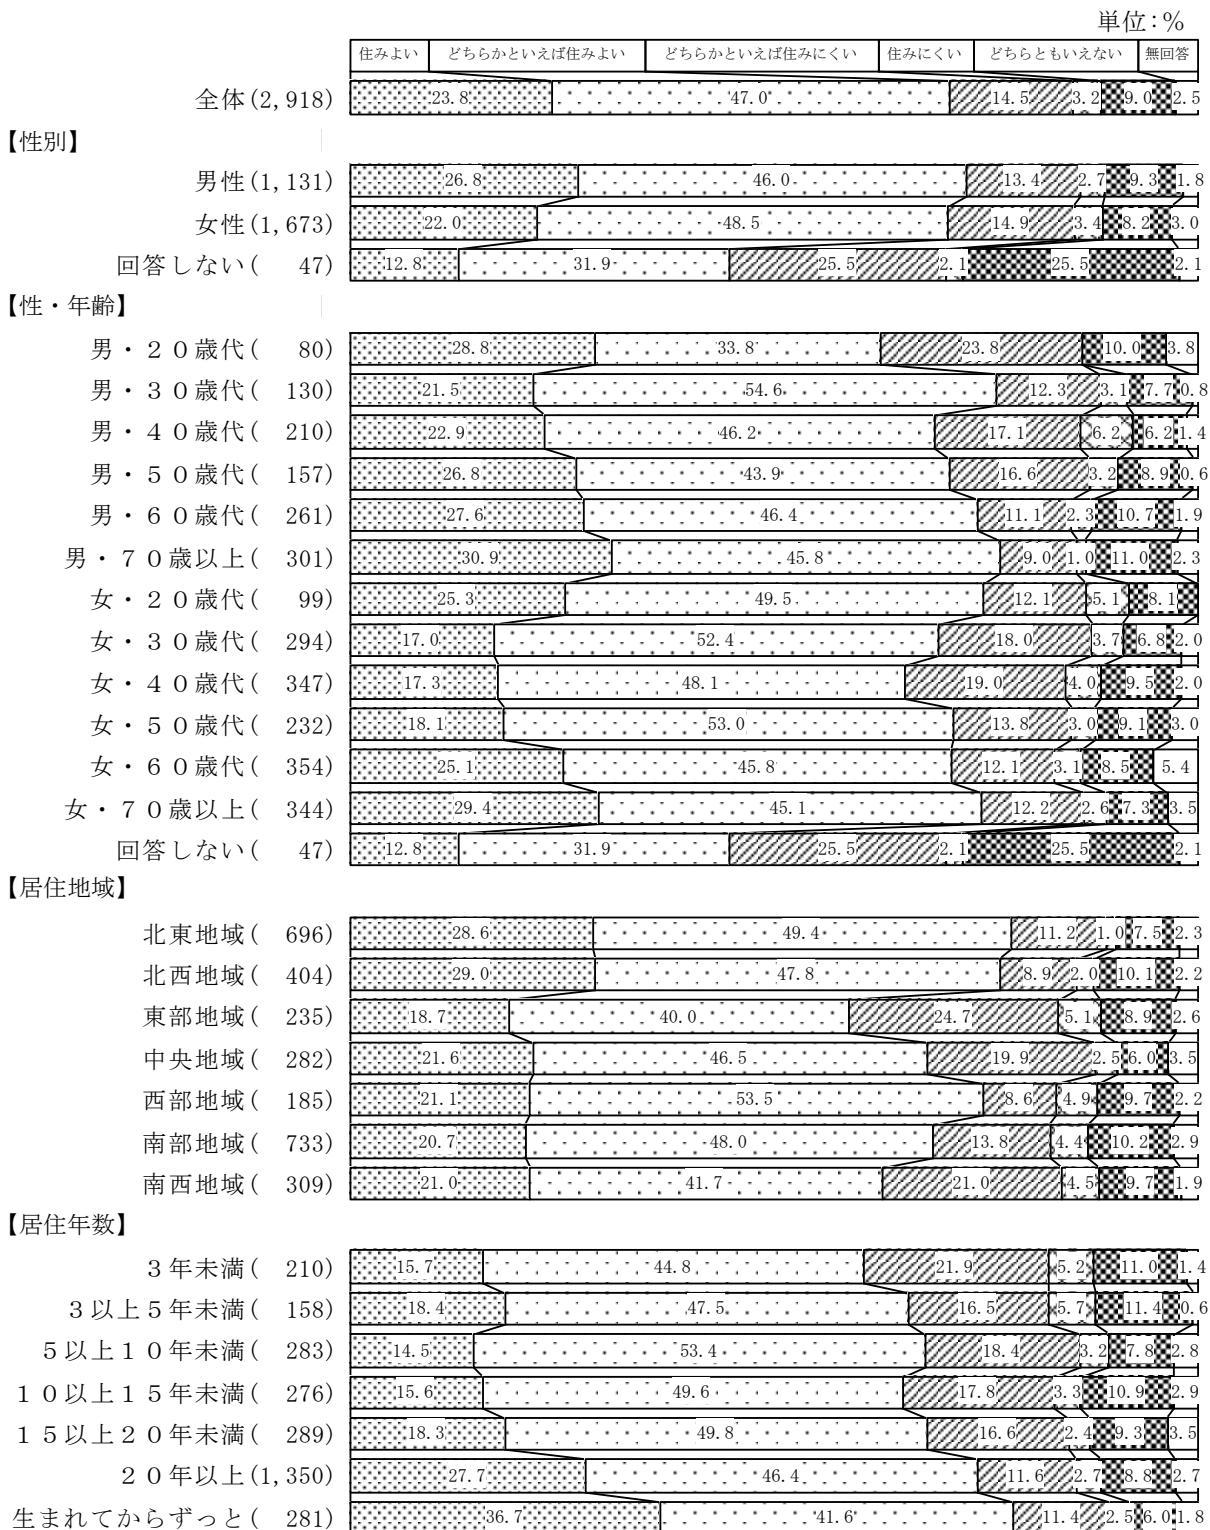 単位：％
住みよい どちらかといえば住みよい どちらかといえば住みにくい 住みにくい どちらともいえない 無回答
全体(2,918) 23.8 47.0 14.5 3.2 9.0 2.5
【性別】
男性(1,131) 26.8 46.0 13.4 2.7 9.3 1.8
女性(1,673) 22.0 48.5 14.9 3.4 8.2 3.0
回答しない( 47) 12.8 31.9 25.5 2.1 25.5 2.1
【性・年齢】
男・２０歳代( 80) 28.8 33.8 23.8 10.0 3.8
男・３０歳代( 130) 21.5 54.6 12.3 3.1 7.7 0.8
男・４０歳代( 210) 22.9 46.2 17.1 6.2 6.2 1.4
男・５０歳代( 157) 26.8 43.9 16.6 3.2 8.9 0.6
男・６０歳代( 261) 27.6 46.4 11.1 2.3 10.7 1.9
男・７０歳以上( 301) 30.9 45.8 9.0 1.0 11.0 2.3
女・２０歳代( 99) 25.3 49.5 12.1 5.1 8.1
女・３０歳代( 294) 17.0 52.4 18.0 3.7 6.8 2.0
女・４０歳代( 347) 17.3 48.1 19.0 4.0 9.5 2.0
女・５０歳代( 232) 18.1 53.0 13.8 3.0 9.1 3.0
女・６０歳代( 354) 25.1 45.8 12.1 3.1 8.5 5.4
女・７０歳以上( 344) 29.4 45.1 12.2 2.6 7.3 3.5
回答しない( 47) 12.8 31.9 25.5 2.1 25.5 2.1
【居住地域】
北東地域( 696) 28.6 49.4 11.2 1.0 7.5 2.3
北西地域( 404) 29.0 47.8 8.9 2.0 10.1 2.2
東部地域( 235) 18.7 40.0 24.7 5.1 8.9 2.6
中央地域( 282) 21.6 46.5 19.9 2.5 6.0 3.5
西部地域( 185) 21.1 53.5 8.6 4.9 9.7 2.2
南部地域( 733) 20.7 48.0 13.8 4.4 10.2 2.9
南西地域( 309) 21.0 41.7 21.0 4.5 9.7 1.9
【居住年数】
３年未満( 210) 15.7 44.8 21.9 5.2 11.0 1.4
３以上５年未満( 158) 18.4 47.5 16.5 5.7 11.4 0.6
５以上１０年未満( 283) 14.5 53.4 18.4 3.2 7.8 2.8
１０以上１５年未満( 276) 15.6 49.6 17.8 3.3 10.9 2.9
１５以上２０年未満( 289) 18.3 49.8 16.6 2.4 9.3 3.5
２０年以上(1,350) 27.7 46.4 11.6 2.7 8.8 2.7
生まれてからずっと( 281) 36.7 41.6 11.4 2.5 6.0 1.8